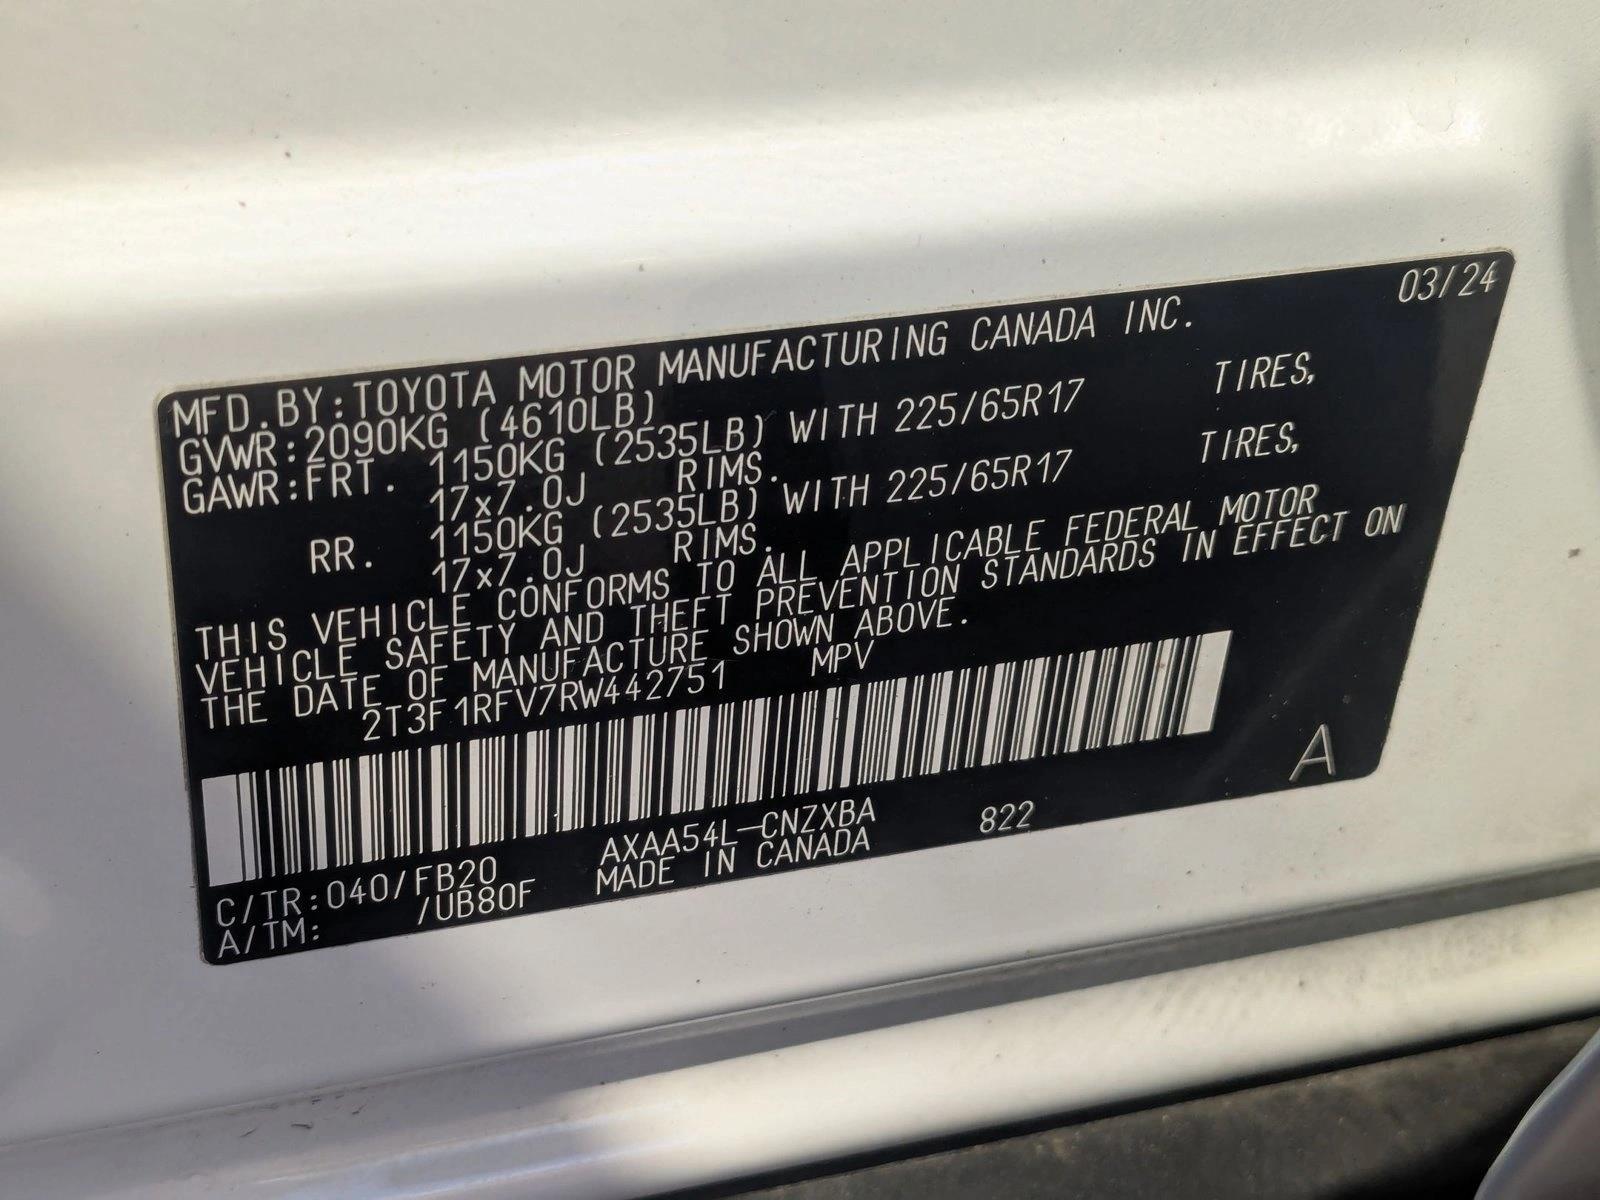 03/24
MFD.BY:TOYOTA MOTOR MANUFACTURING CANADA INC.
GVWR:2090KG (4610LB)
GAWR:FRT. 1150KG (2535LB) WITH 225/65R17 TIRES,
17x7.0J RIMS.
RR. 1150KG (2535LB) WITH 225/65R17 TIRES,
17x7.0J RIMS.
THIS VEHICLE CONFORMS TO ALL APPLICABLE FEDERAL MOTOR
VEHICLE SAFETY AND THEFT PREVENTION STANDARDS IN EFFECT ON
THE DATE OF MANUFACTURE SHOWN ABOVE.
2T3F1RFV7RW442751 MPV
A
C/TR:040/FB20 AXAA54L-CNZXBA 822
A/TM: /UB80F MADE IN CANADA